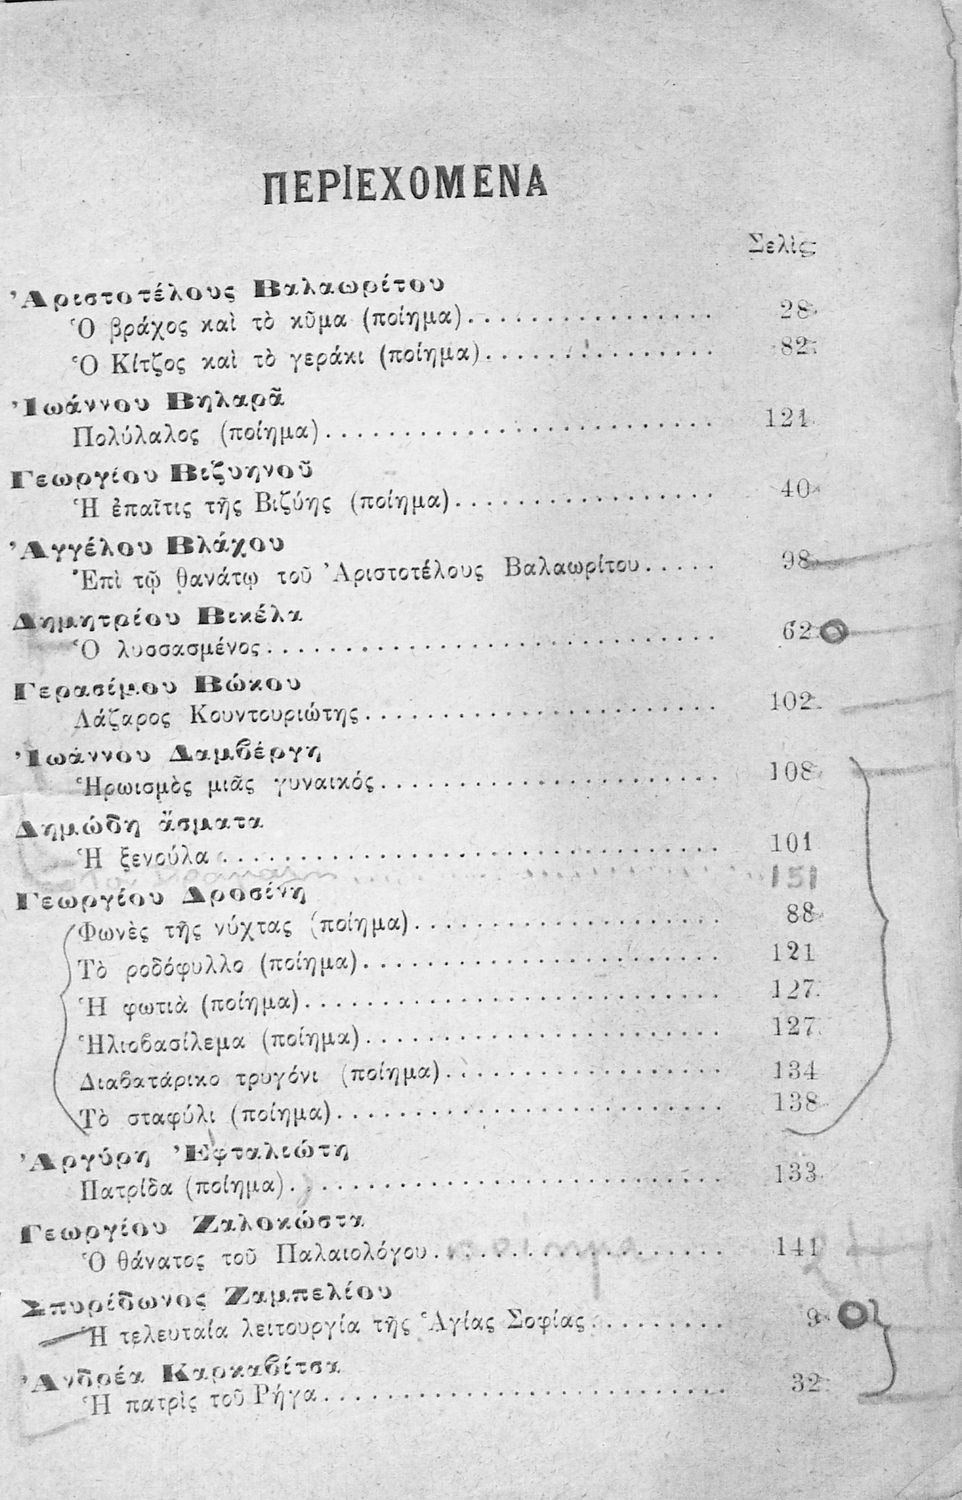 ΠΕΡΙΕΧΟΜΕΝΑ
Σελὶς
Ἀριστοτέλους Βαλαωρίτου
Ὁ βράχος καὶ τὸ κῦμα (ποίημα)................. 28
Ὁ Κίτζος καὶ τὸ γεράκι (ποίημα)................ 82
Ἰωάννου Βηλαρᾶ
Πολύλαλος (ποίημα)............................ 121
Γεωργίου Βιζυηνοῦ
Ἡ ἐπαῖτις τῆς Βιζύης (ποίημα).................. 40
Ἀγγέλου Βλάχου
Ἐπὶ τῷ θανάτῳ τοῦ Ἀριστοτέλους Βαλαωρίτου..... 98
Δημητρίου Βικέλα
Ὁ λυσσασμένος................................ 62
Γερασίμου Βώκου
Λάζαρος Κουντουριώτης........................ 102
Ἰωάννου Δαμβέργη
Ἡρωισμὸς μιᾶς γυναικός........................ 108
Δημώδη ᾄσματα
Ἡ ξενούλα.................................... 101
151
Γεωργίου Δροσίνη
Φωνὲς τῆς νύχτας (ποίημα)...................... 88
Τὸ ροδόφυλλο (ποίημα)......................... 121
Ἡ φωτιὰ (ποίημα)............................. 127
Ἡλιοβασίλεμα (ποίημα)......................... 127
Διαβατάρικο τρυγόνι (ποίημα).................... 134
Τὸ σταφύλι (ποίημα)........................... 138
Ἀργύρη Ἐφταλιώτη
Πατρίδα (ποίημα).............................. 133
Γεωργίου Ζαλοκώστα
Ὁ θάνατος τοῦ Παλαιολόγου.. ποίημα ........ 141
Σπυρίδωνος Ζαμπελίου
Ἡ τελευταία λειτουργία τῆς Ἁγίας Σοφίας......... 9
Ἀνδρέα Καρκαβίτσα
Ἡ πατρὶς τοῦ Ρήγα............................ 32